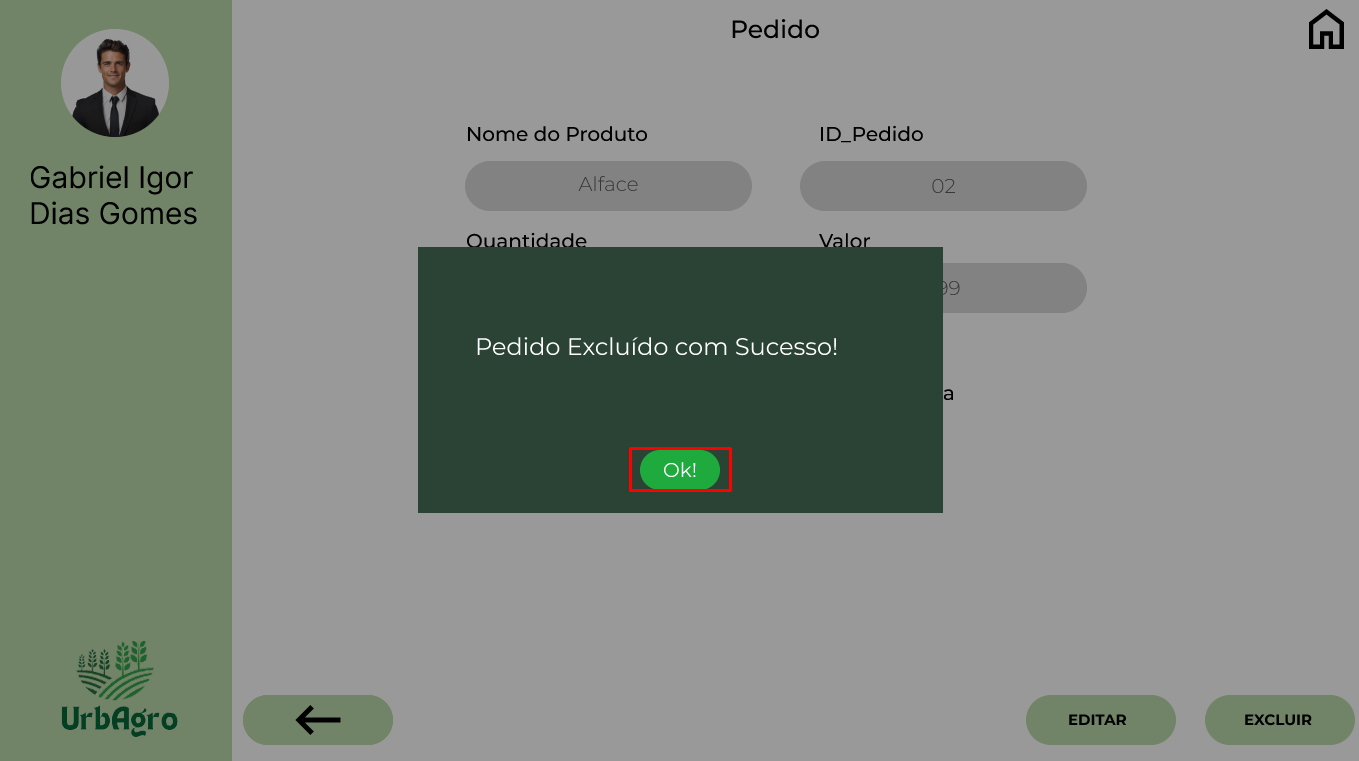 Pedido
Gabriel Igor
Dias Gomes
Nome do Produto
ID_Pedido
Alface
02
Quantidade
Valor
99
Pedido Excluído com Sucesso!
a
Ok!
UrbAgro
EDITAR
EXCLUIR